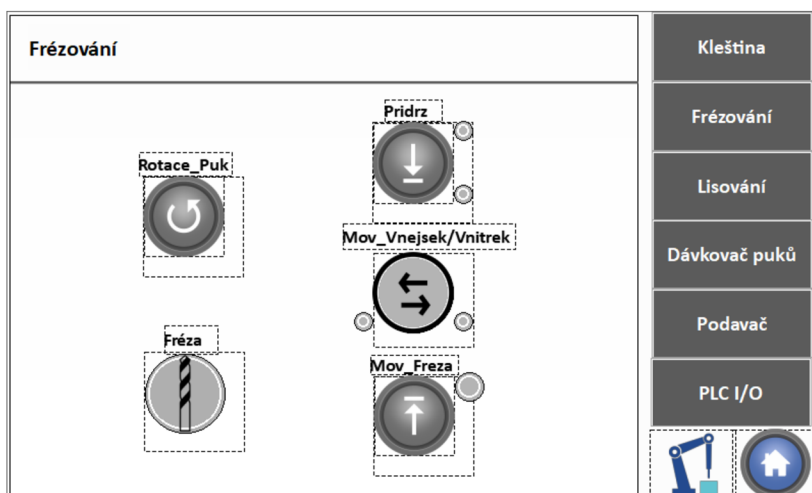 Frézování
Pridrz
Rotace_Puk
Mov_Vnejsek/Vnitrek
Fréza
Mov_Freza
Kleština
Frézování
Lisování
Dávkovač puků
Podavač
PLC I/O